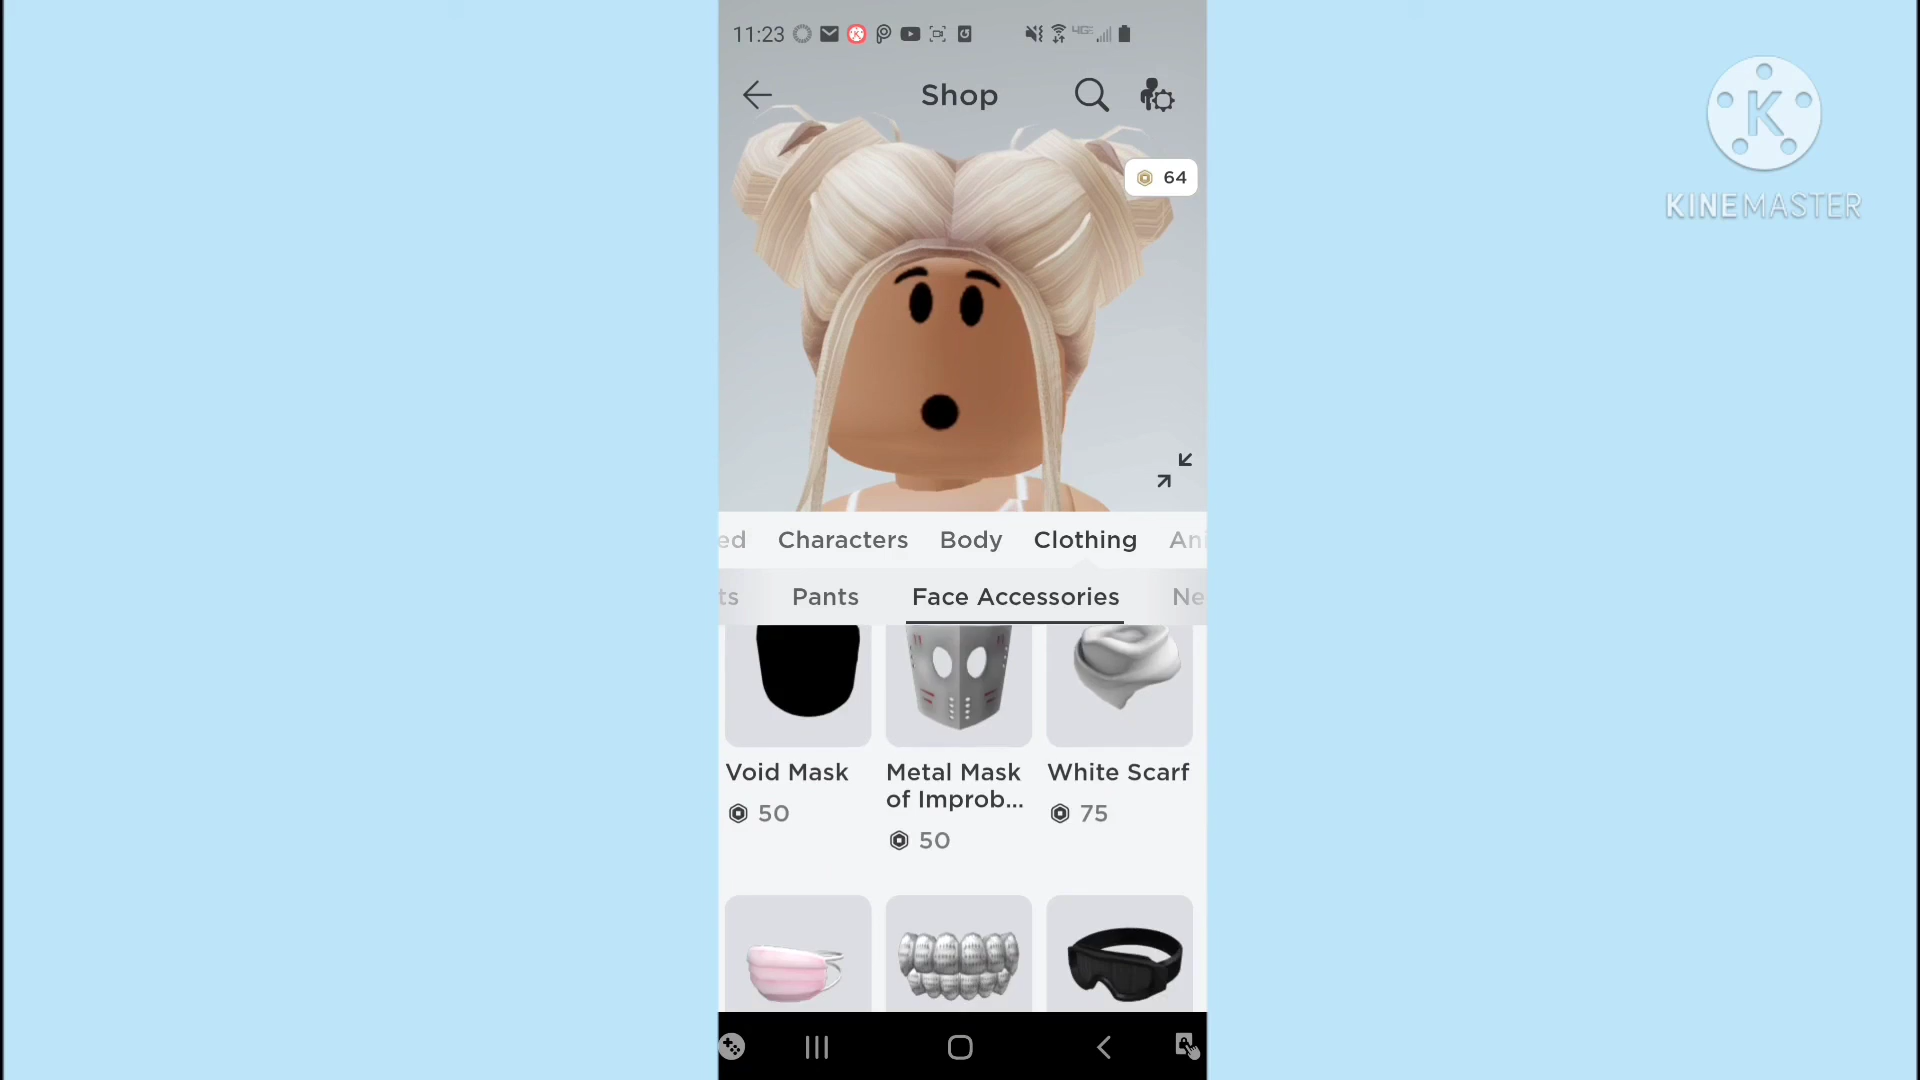 11:23
4GE
Shop
64
K
KINEMASTER
ed Characters Body Clothing Ani
ts Pants Face Accessories Ne
Void Mask
Metal Mask
of Improb...
White Scarf
50
50
75